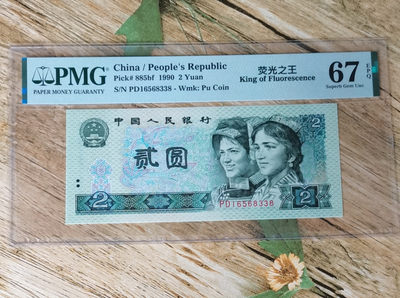 PMG
PAPER MONEY GUARANTY
China / People's Republic
Pick# 885bf 1990 2 Yuan
S/N PD16568338 - Wmk: Pu Coin
荧光之王
King of Fluorescence
67 EPQ
Superb Gem Unc
中国人民银行
贰圆
2
2
PD16568338